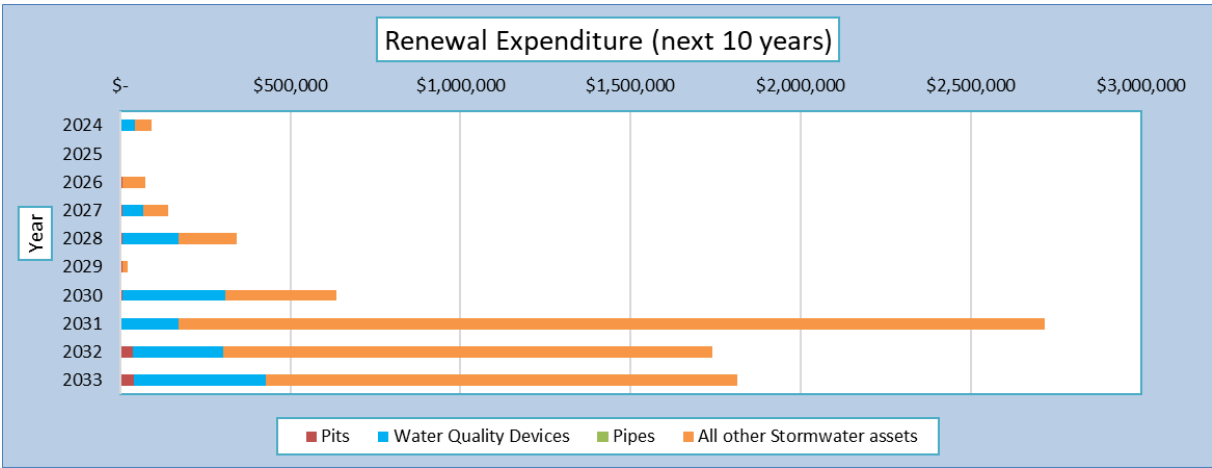 Renewal Expenditure (next 10 years)
$- $500,000 $1,000,000 $1,500,000 $2,000,000 $2,500,000 $3,000,000
Year
2024
2025
2026
2027
2028
2029
2030
2031
2032
2033
Pits Water Quality Devices Pipes All other Stormwater assets